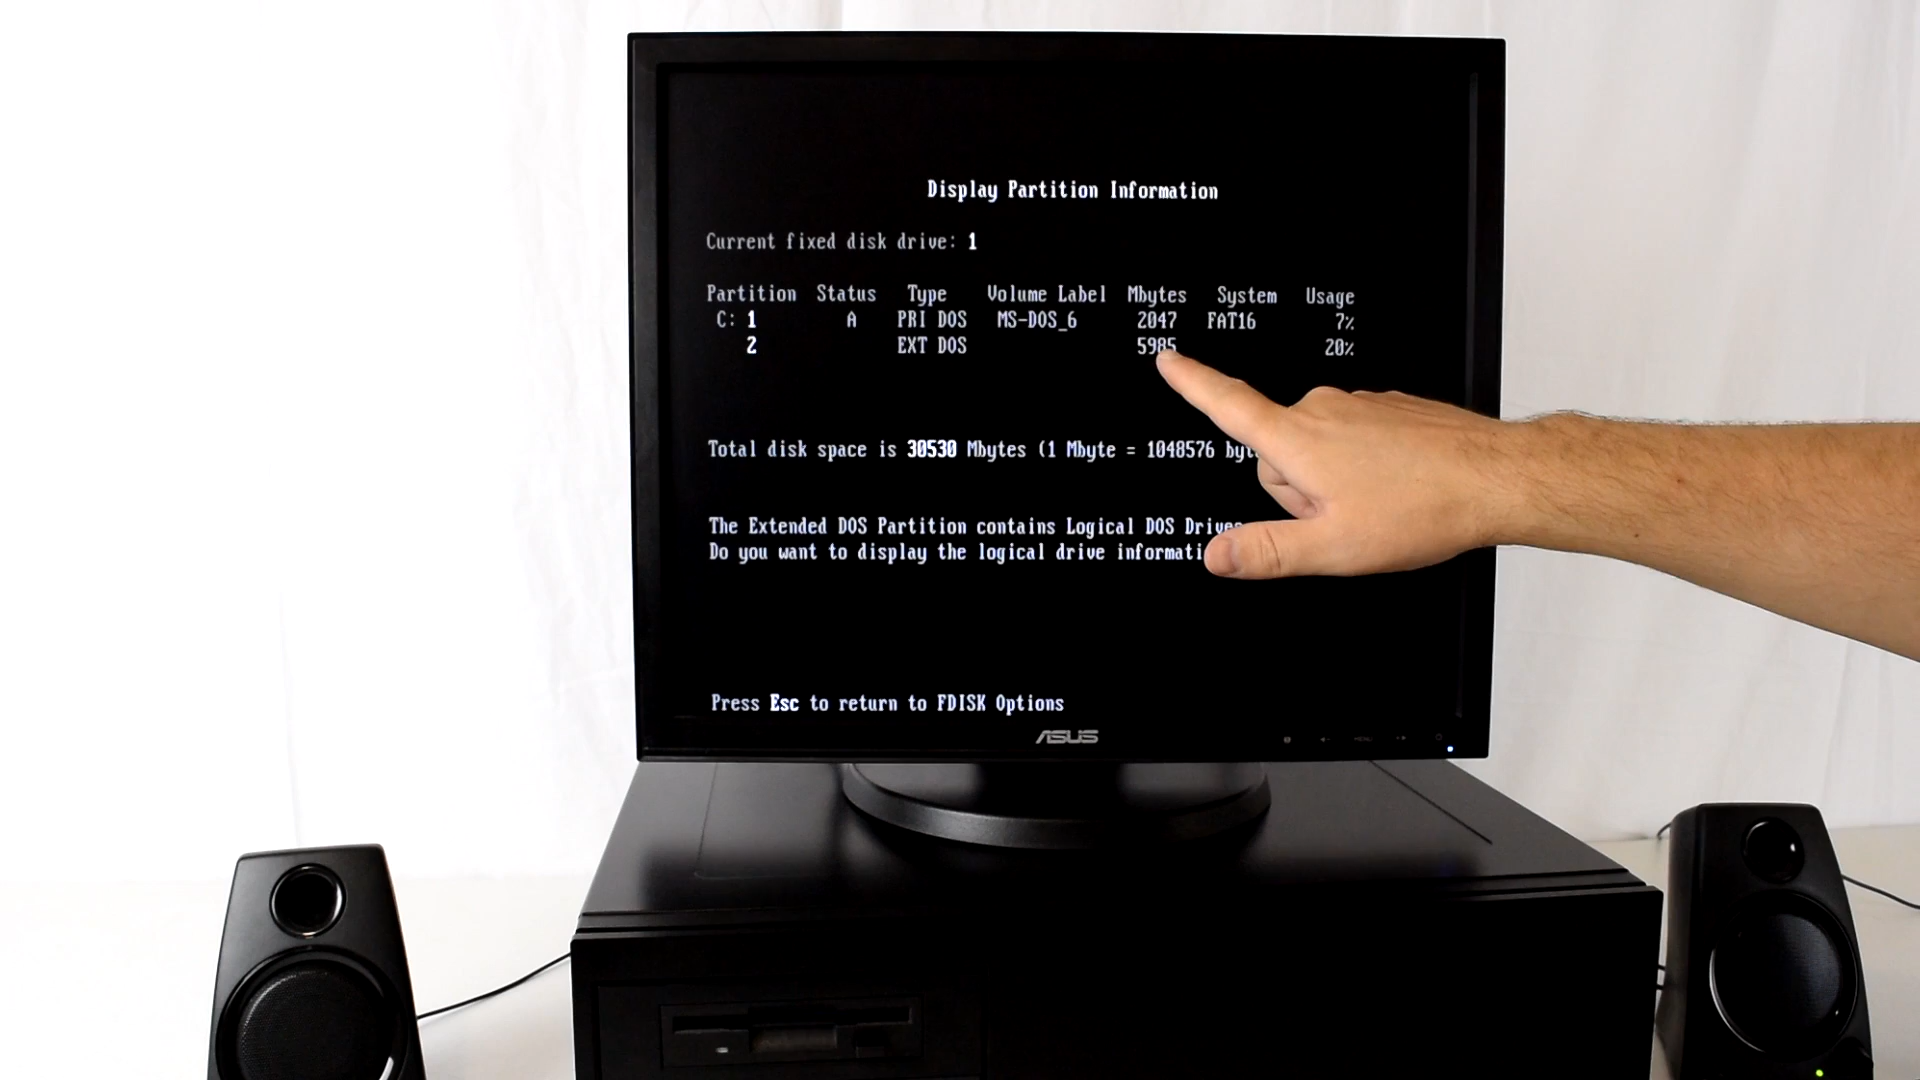 Display Partition Information
Current fixed disk drive: 1
Partition Status Type Volume Label Mbytes System Usage
C: 1 A PRI DOS MS-DOS_6 2047 FAT16 7%
2 EXT DOS 5985 20%
Total disk space is 30530 Mbytes (1 Mbyte = 1048576
The Extended DOS Partition contains Logical DOS Drives
Do you want to display the logical drive
Press Esc to return to FDISK Options
ASUS